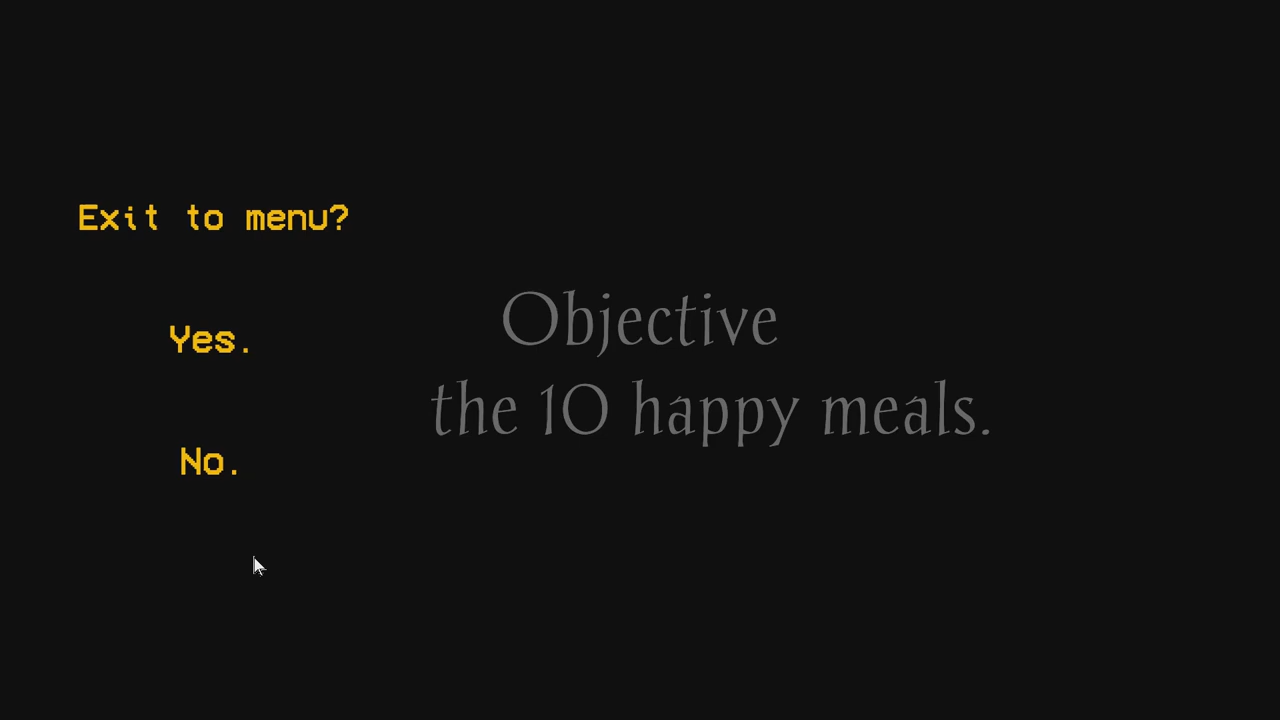 Exit to menu?
Yes.
No.
Objective
the 10 happy meals.